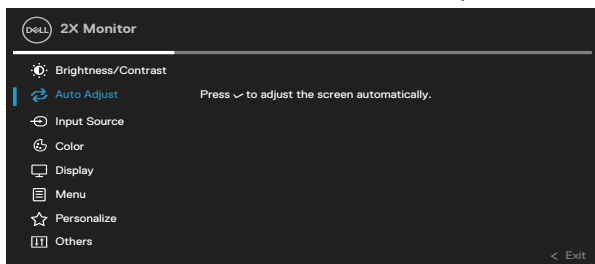 DELL 2X Monitor
Brightness/Contrast
Auto Adjust Press ✓ to adjust the screen automatically.
Input Source
Color
Display
Menu
Personalize
Others
< Exit